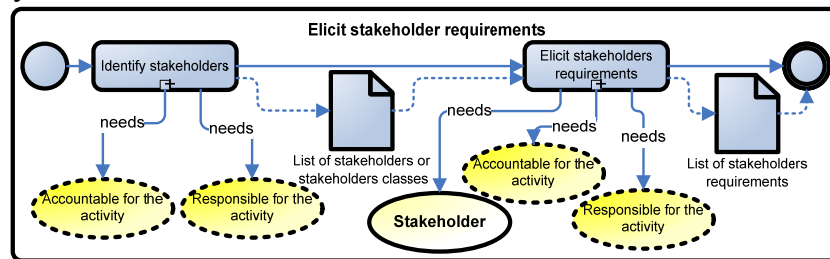 Elicit stakeholder requirements
Identify stakeholders
Elicit stakeholders
requirements
needs
needs
needs
needs
needs
List of stakeholders or
stakeholders classes
List of stakeholders
requirements
Accountable for the
activity
Responsible for the
activity
Stakeholder
Accountable for the
activity
Responsible for the
activity